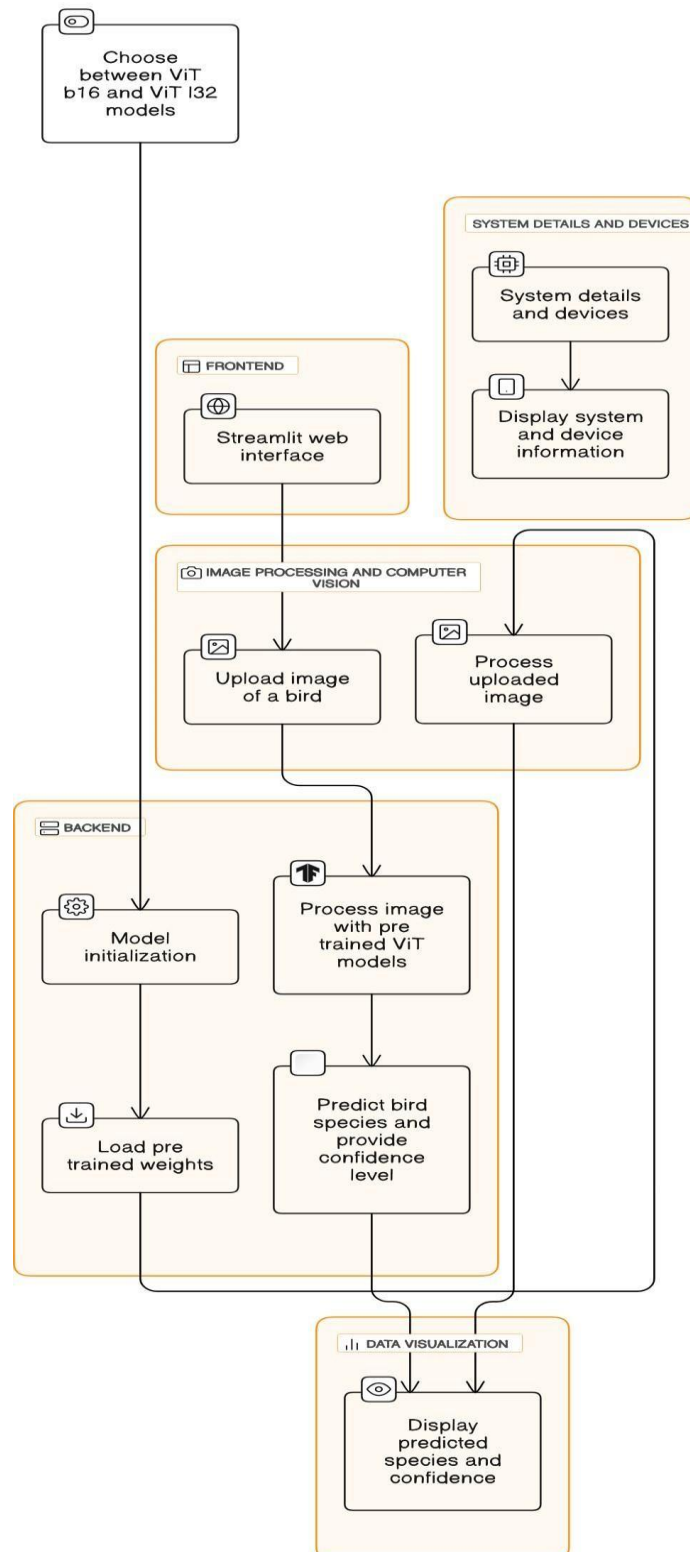 Choose
between ViT
b16 and ViT l32
models
SYSTEM DETAILS AND DEVICES
System details
and devices
Display system
and device
information
FRONTEND
Streamlit web
interface
IMAGE PROCESSING AND COMPUTER
VISION
Upload image
of a bird
Process
uploaded
image
BACKEND
Model
initialization
Process image
with pre
trained ViT
models
Load pre
trained weights
Predict bird
species and
provide
confidence
level
DATA VISUALIZATION
Display
predicted
species and
confidence